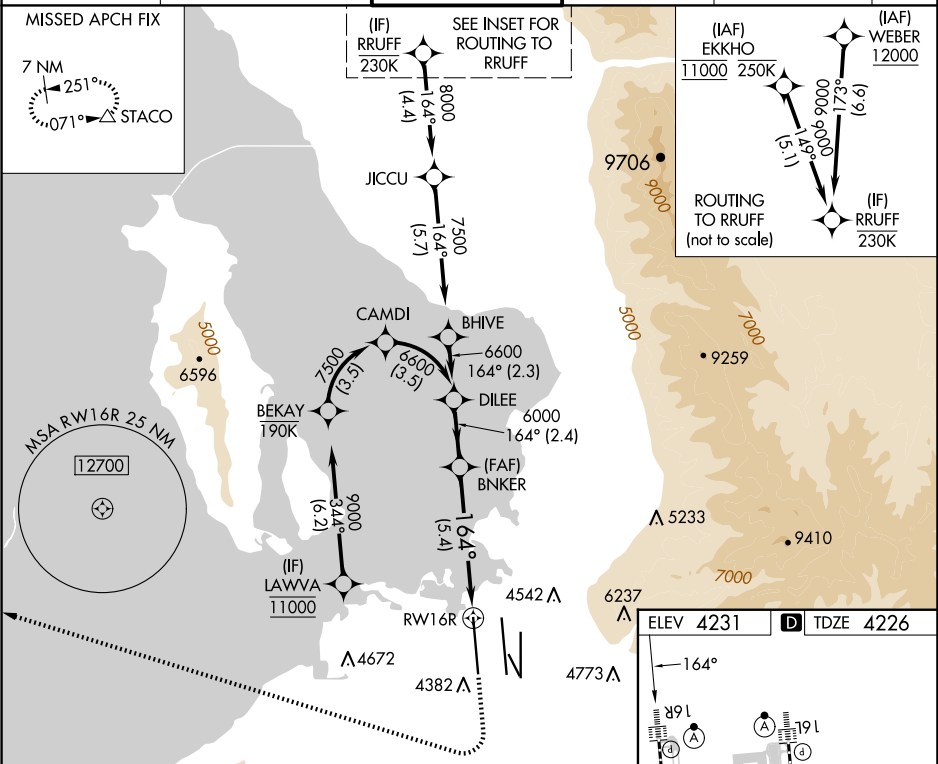 MISSED APCH FIX
7 NM
251°
071°
STACO
(IF)
RRUFF
230K
SEE INSET FOR
ROUTING TO
RRUFF
8000
164°
(4.4)
JICCU
7500
164°
(5.7)
(IAF)
EKKHO
11000 250K
(IAF)
WEBER
12000
9000
149°
(5.1)
9000
173°
(9.9)
ROUTING
TO RRUFF
(not to scale)
(IF)
RRUFF
230K
9706
9000
5000
6596
CAMDI
BHIVE
7500
(3.5)
6600
(3.5)
6600
164° (2.3)
5000
7000
9259
BEKAY
190K
DILEE
6000
164° (2.4)
MSA RW16R 25 NM
12700
(FAF)
BNKER
9000
344°
(6.2)
164°
(5.4)
5233
9410
7000
(IF)
LAWVA
11000
4542
6237
RW16R
4672
4382
4773
ELEV 4231
D
TDZE 4226
164°
16R
A
P
A
16L
P